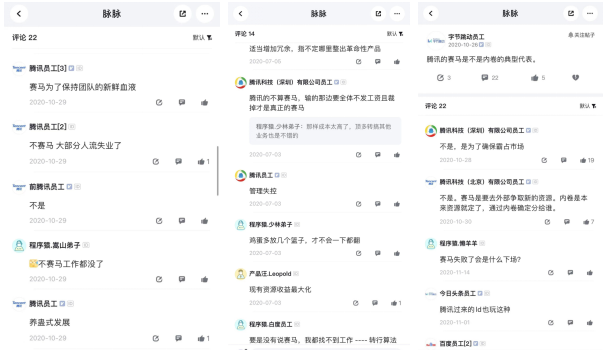 脉脉
评论 22
默认
腾讯员工[3]
赛马为了保持团队的新鲜血液
2020-10-29
腾讯员工[2]
不赛马 大部分人流失业了
2020-10-29
1
前腾讯员工
不是
2020-10-29
程序猿.嵩山弟子
不赛马工作都没了
2020-10-29
腾讯员工
养蛊式发展
2020-10-29
1
脉脉
评论 14
默认
适当增加冗余，指不定哪里整出革命性产品
2020-07-05
腾讯科技（深圳）有限公司员工
腾讯的不算赛马，输的那边要全体不发工资且裁
掉才是真正的赛马
程序猿.少林弟子：那样成本太高了，顶多转岗其他
业务也是不错的
2020-07-03
腾讯员工
管理失控
2020-07-03
程序猿.少林弟子
鸡蛋多放几个篮子，才不会一下都翻
2020-07-03
产品汪.Leopold
现有资源收益最大化
2020-07-03
1
程序猿.百度员工
要是没有说赛马，我都找不到工作 ---- 转行算法
脉脉
字节跳动员工
2020-10-26
关注帖子
腾讯的赛马是不是内卷的典型代表。
3
22
5
评论 22
默认
腾讯科技（深圳）有限公司员工
不是，是为了确保霸占市场
2020-10-26
19
腾讯科技（北京）有限公司员工
不是。赛马是要去外部争取新的资源。内卷是本
来资源就定了，通过内卷确定分给谁。
2020-10-30
7
程序猿.懒羊羊
赛马失败了会是什么下场？
2020-11-14
今日头条员工
腾讯过来的ld也玩这种
2020-11-01
百度员工[2]